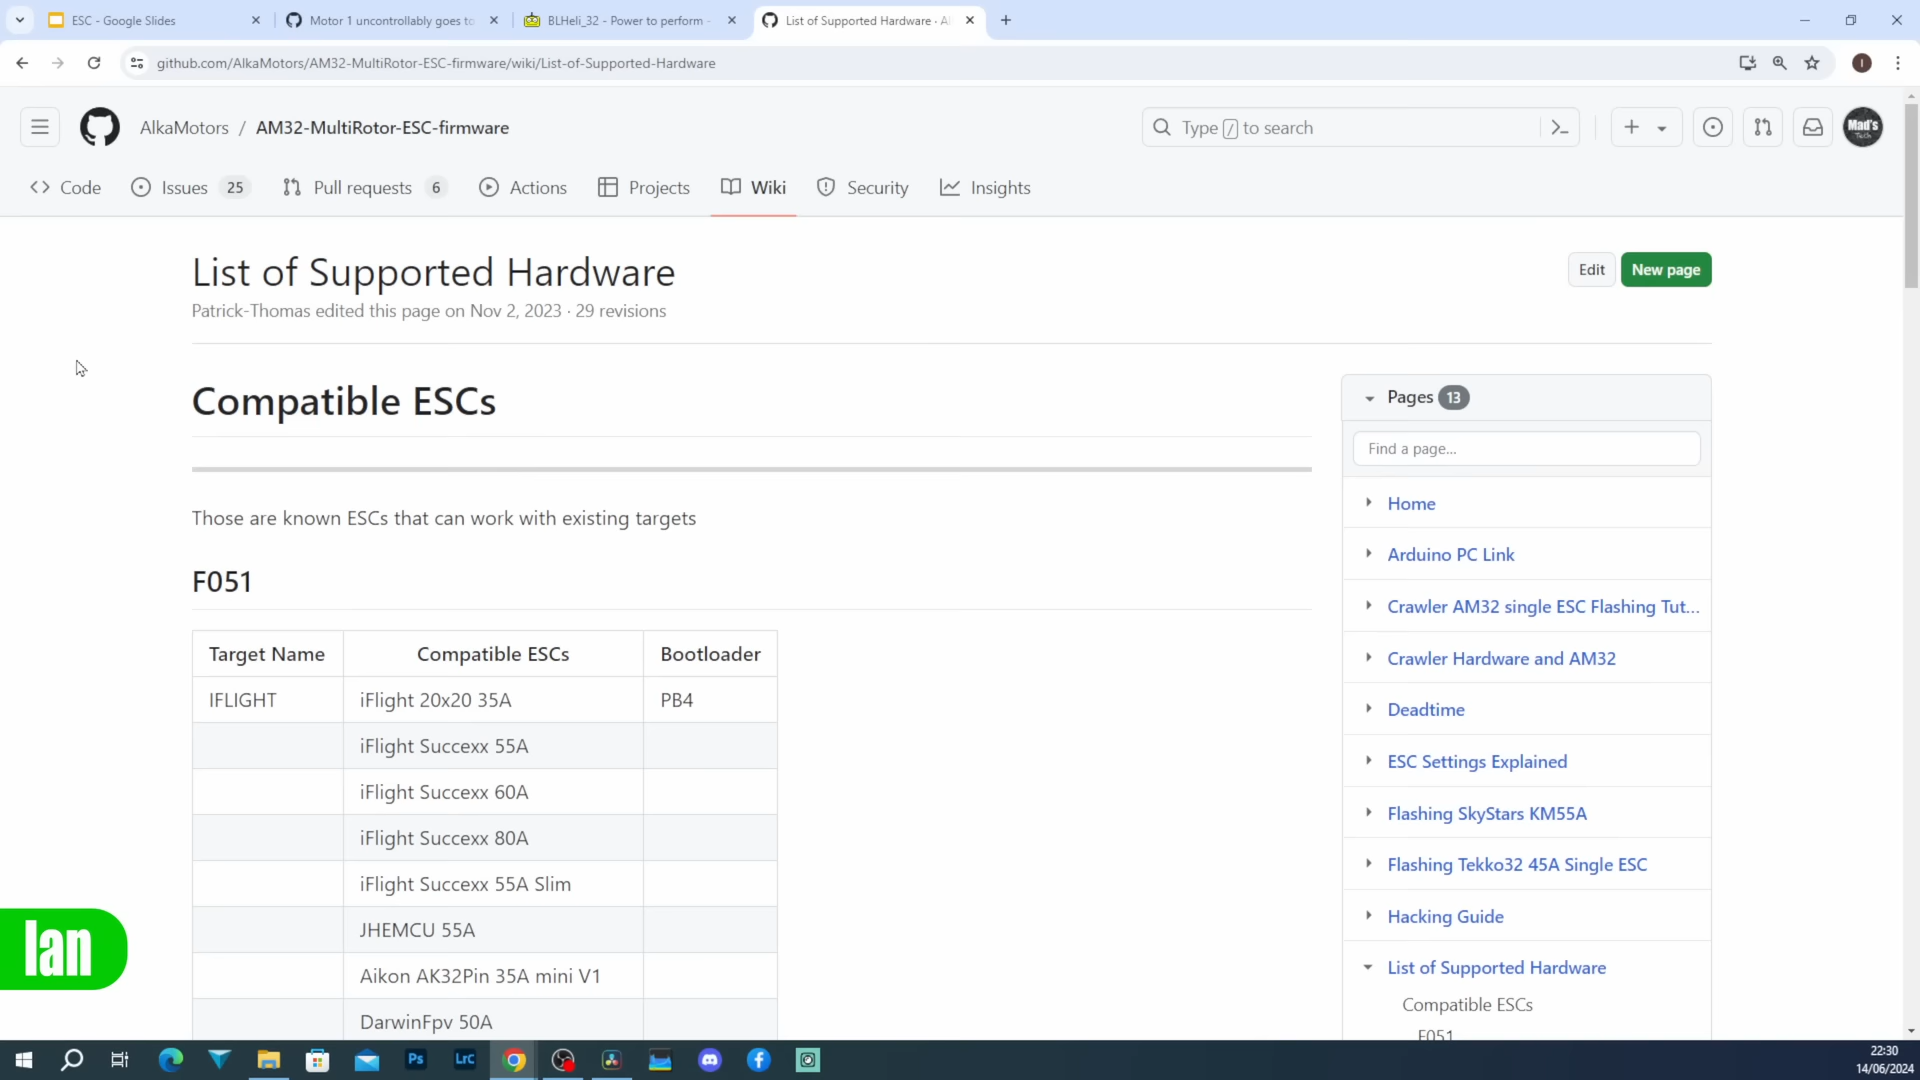 ESC - Google Slides
Motor 1 uncontrollably goes to
BLHeli_32 - Power to perform -
List of Supported Hardware · Al
github.com/AlkaMotors/AM32-MultiRotor-ESC-firmware/wiki/List-of-Supported-Hardware
I
AlkaMotors / AM32-MultiRotor-ESC-firmware
Type / to search
Mad's
Tech
Code
Issues 25
Pull requests 6
Actions
Projects
Wiki
Security
Insights
List of Supported Hardware
Edit
New page
Patrick-Thomas edited this page on Nov 2, 2023 · 29 revisions
Compatible ESCs
Those are known ESCs that can work with existing targets
F051
Target Name Compatible ESCs Bootloader
IFLIGHT iFlight 20x20 35A PB4
iFlight Succexx 55A
iFlight Succexx 60A
iFlight Succexx 80A
iFlight Succexx 55A Slim
JHEMCU 55A
Aikon AK32Pin 35A mini V1
DarwinFpv 50A
Pages 13
Find a page...
Home
Arduino PC Link
Crawler AM32 single ESC Flashing Tut...
Crawler Hardware and AM32
Deadtime
ESC Settings Explained
Flashing SkyStars KM55A
Flashing Tekko32 45A Single ESC
Hacking Guide
List of Supported Hardware
Compatible ESCs
F051
Ian
Ps
LrC
22:30
14/06/2024